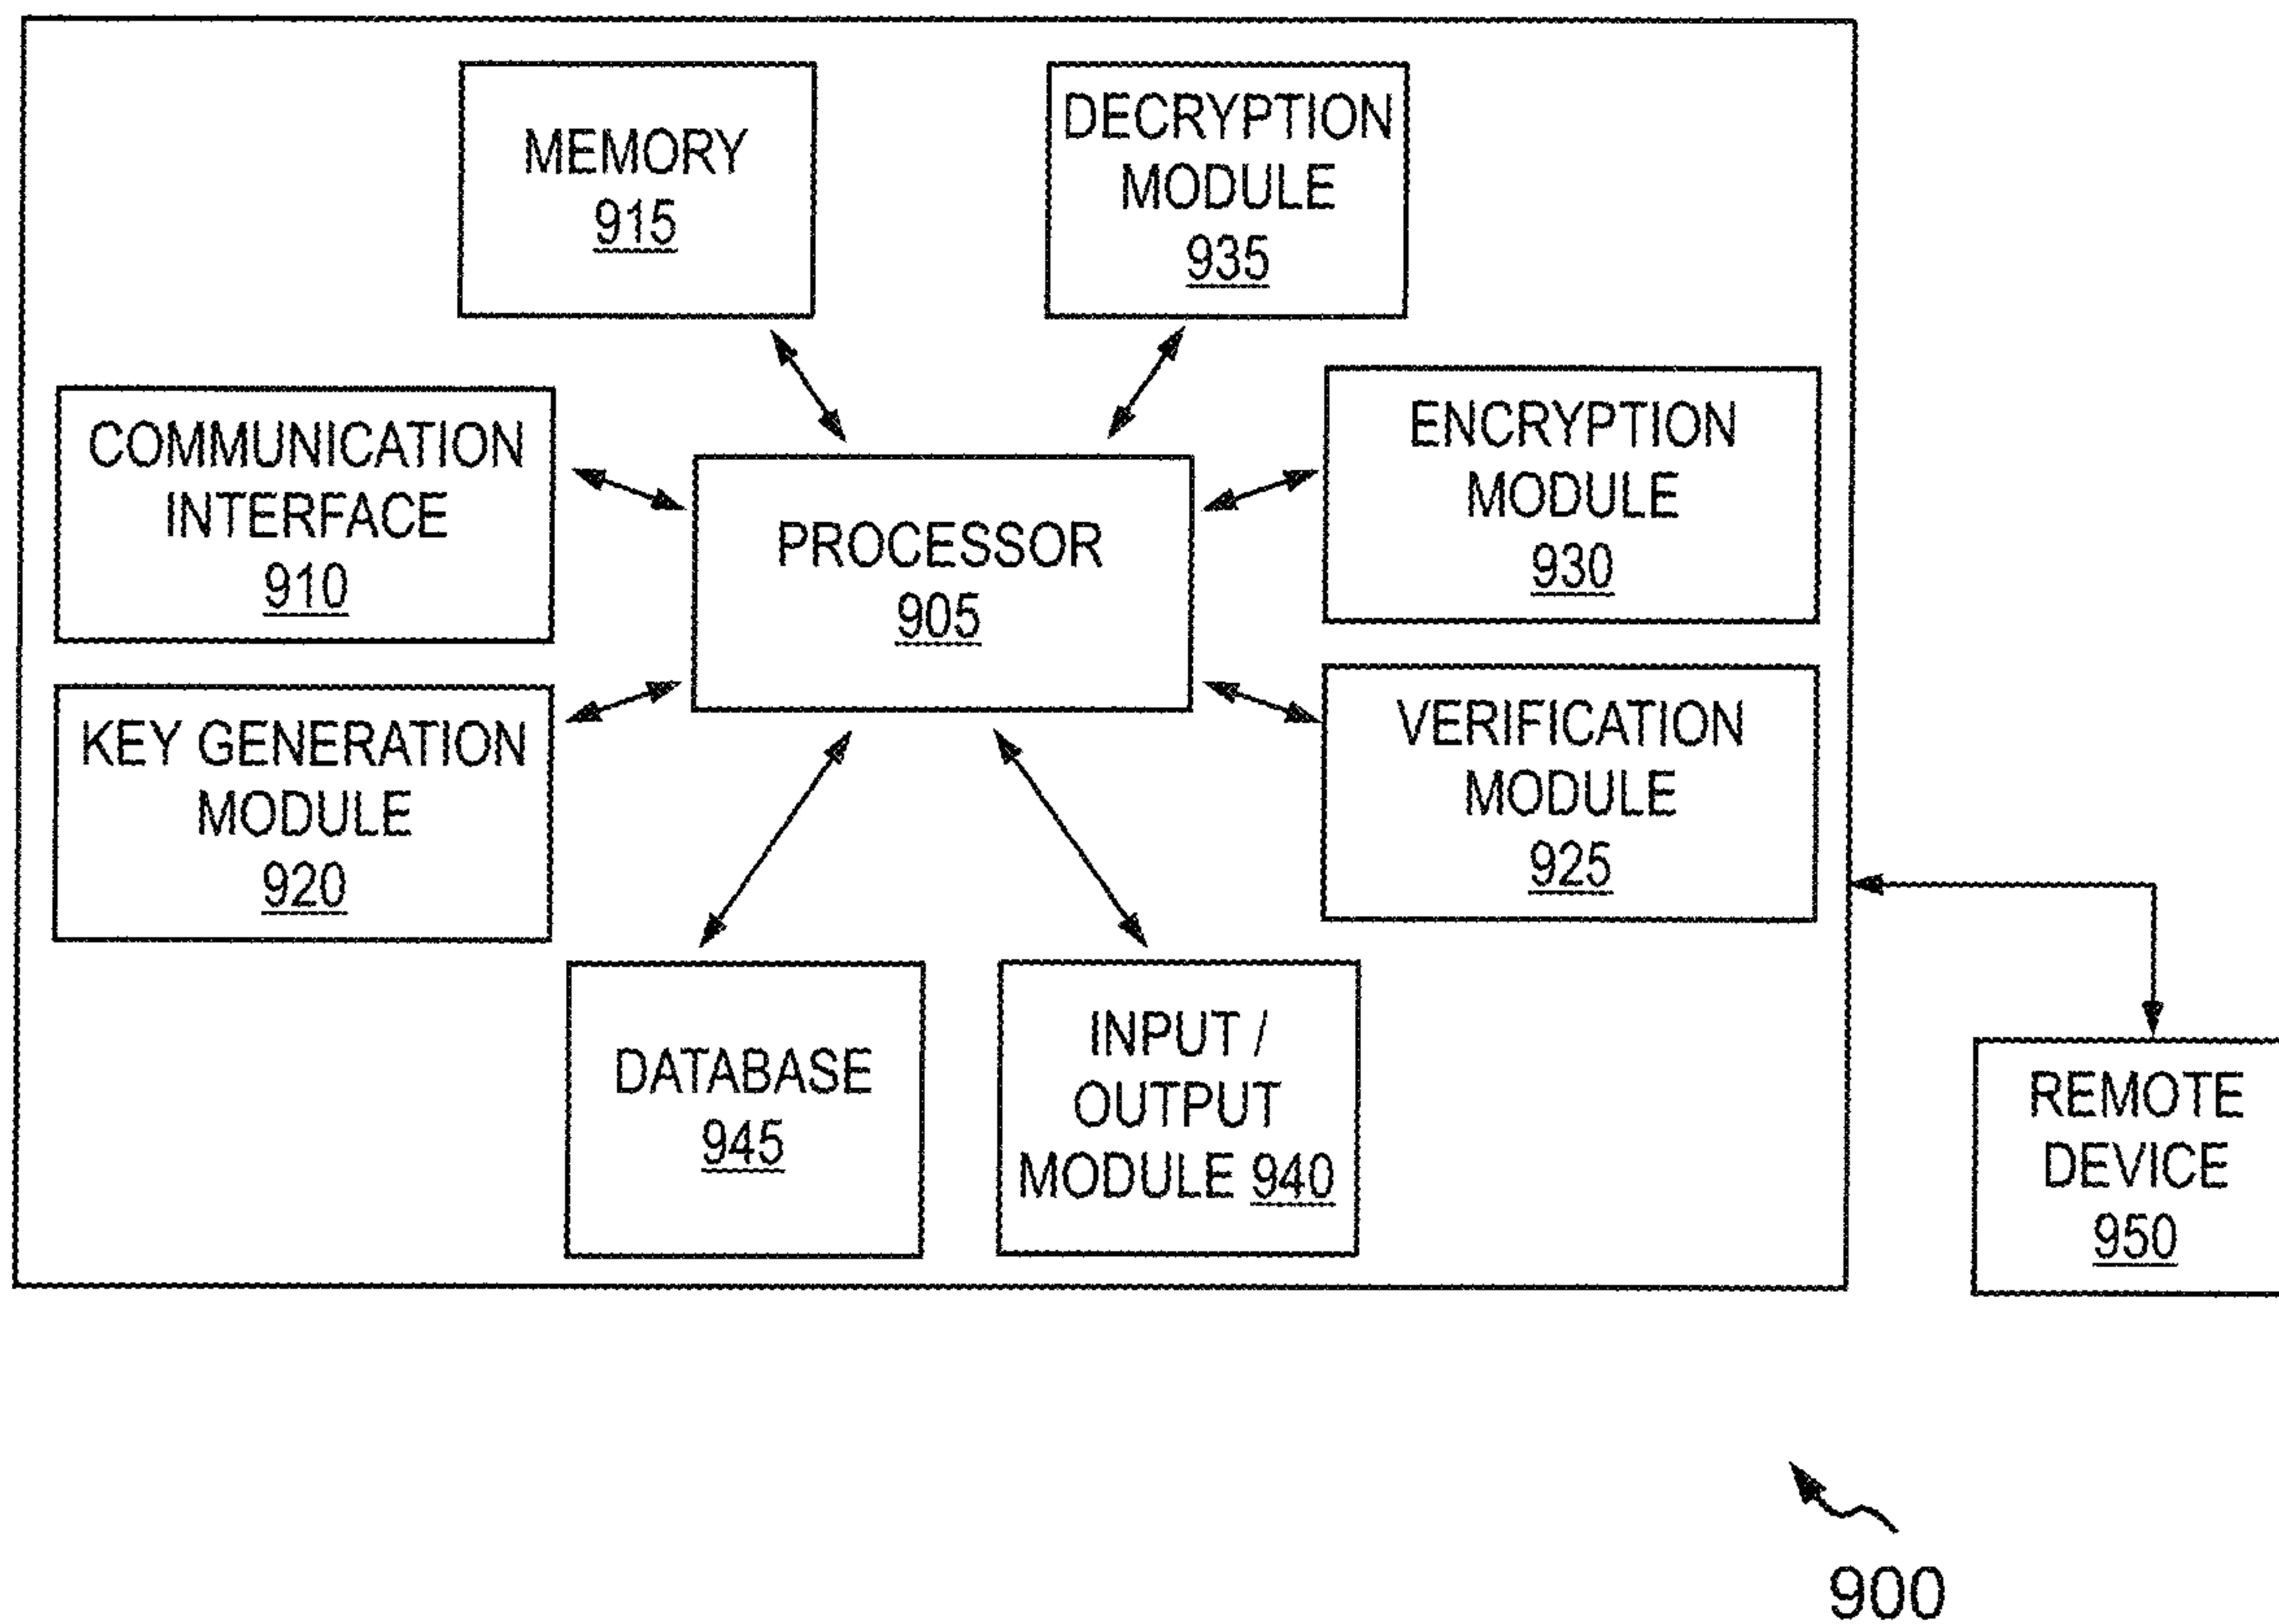 MEMORY
915
DECRYPTION
MODULE
935
COMMUNICATION
INTERFACE
910
PROCESSOR
905
ENCRYPTION
MODULE
930
KEY GENERATION
MODULE
920
VERIFICATION
MODULE
925
DATABASE
945
INPUT /
OUTPUT
MODULE 940
REMOTE
DEVICE
950
900